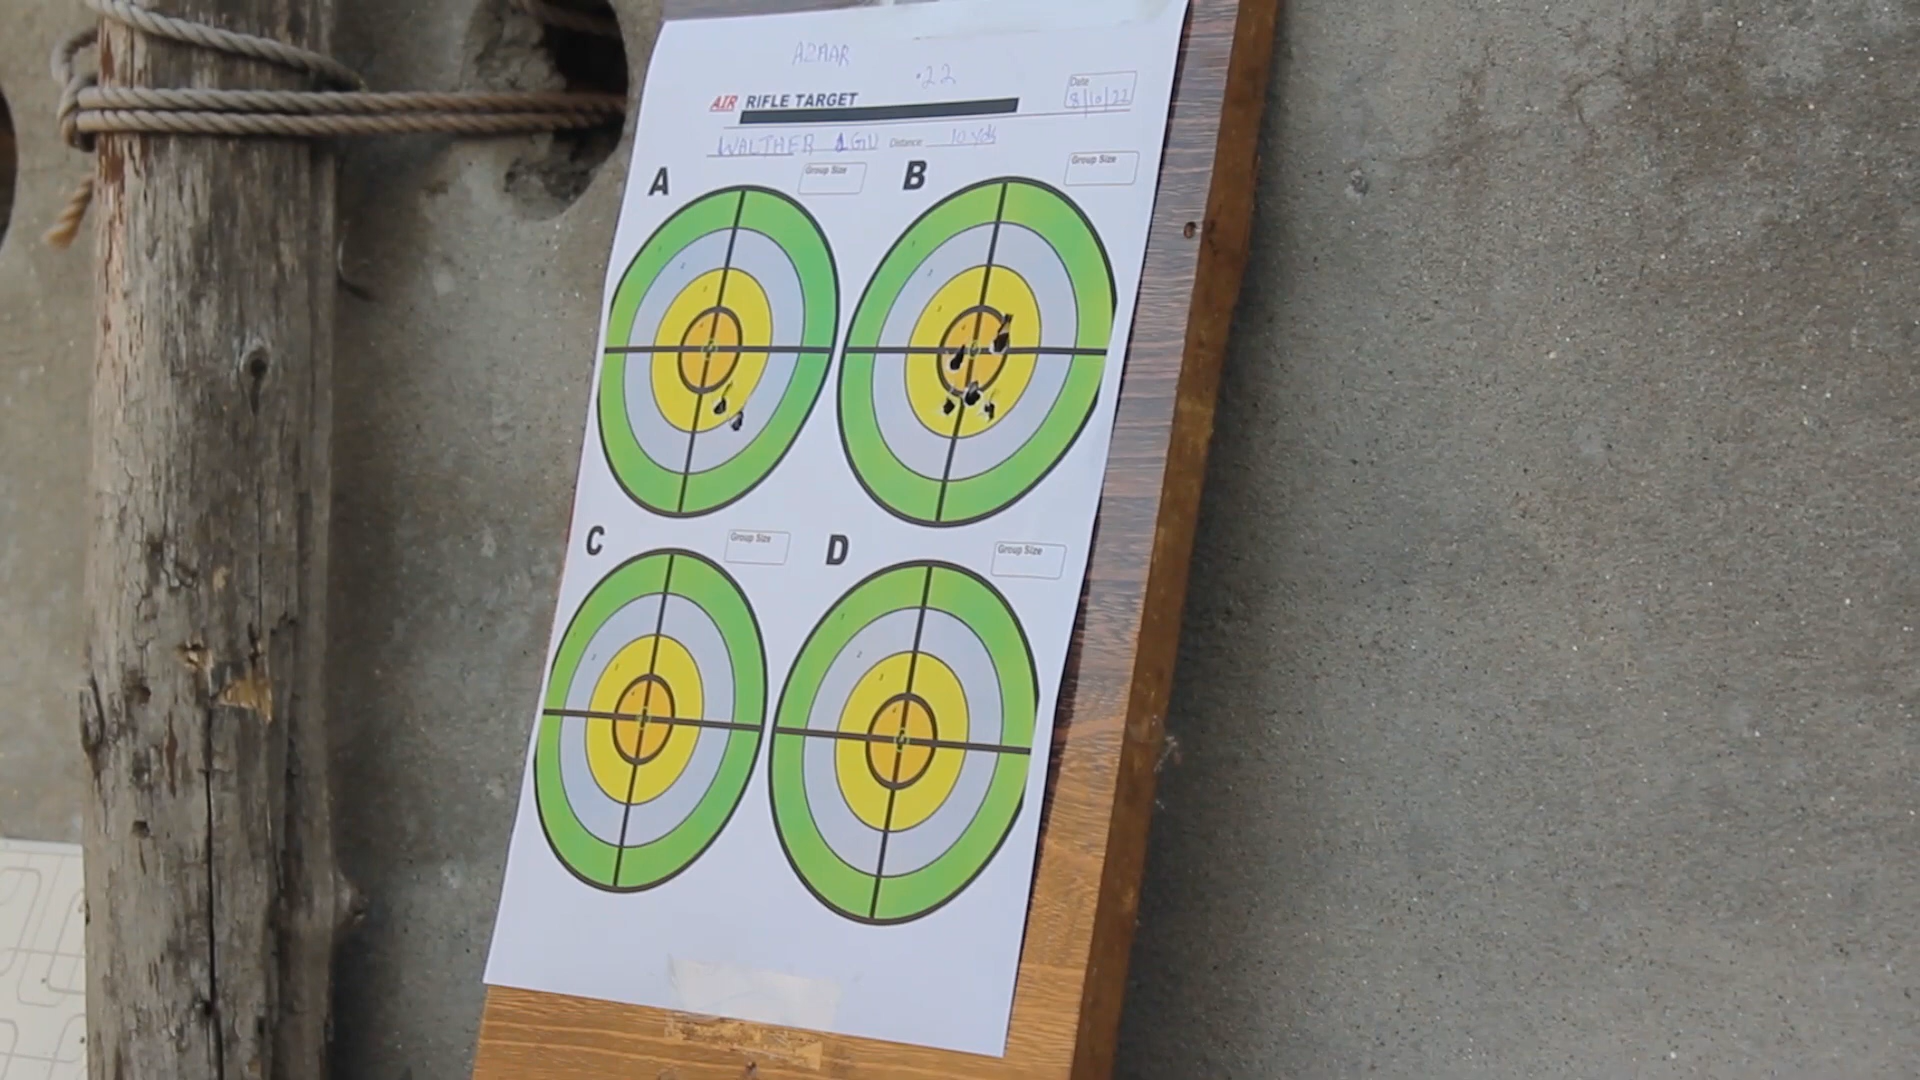 AZHAR
.22
AIR RIFLE TARGET
Date
8/10/22
WALTHER LGU Distance: 10 yds
A Group Size
B Group Size
C Group Size
D Group Size